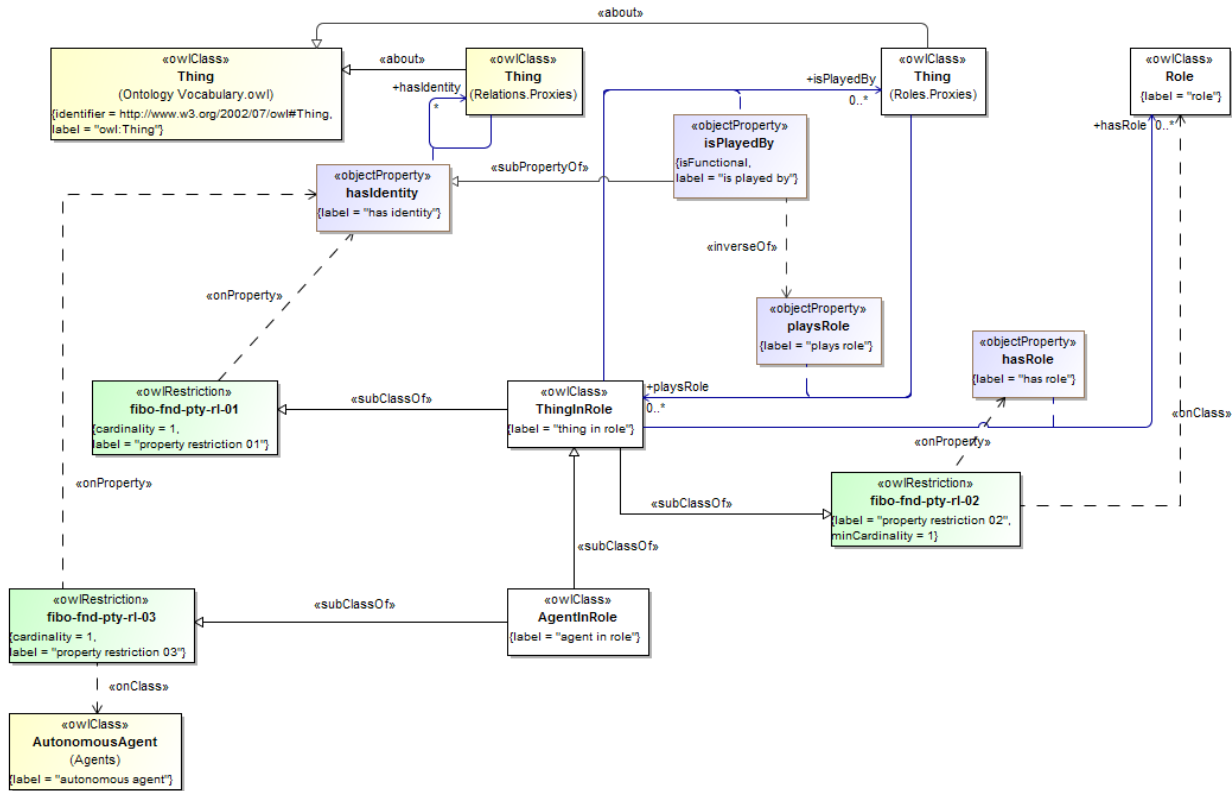 «about»
«owlClass»
Thing
(Ontology Vocabulary.owl)
{identifier = http://www.w3.org/2002/07/owl#Thing,
label = "owl:Thing"}
«about»
«owlClass»
Thing
(Relations.Proxies)
+hasIdentity
*
+isPlayedBy
0..*
«owlClass»
Thing
(Roles.Proxies)
«owlClass»
Role
{label = "role"}
+hasRole
0..*
«objectProperty»
isPlayedBy
{isFunctional,
label = "is played by"}
«subPropertyOf»
«objectProperty»
hasIdentity
{label = "has identity"}
«inverseOf»
«onProperty»
«objectProperty»
playsRole
{label = "plays role"}
«objectProperty»
hasRole
{label = "has role"}
«owlRestriction»
fibo-fnd-pty-rl-01
{cardinality = 1,
label = "property restriction 01"}
«subClassOf»
«owlClass»
ThingInRole
{label = "thing in role"}
+playsRole
0..*
«onClass»
«onProperty»
«onProperty»
«subClassOf»
«owlRestriction»
fibo-fnd-pty-rl-02
{label = "property restriction 02",
minCardinality = 1}
«subClassOf»
«owlRestriction»
fibo-fnd-pty-rl-03
{cardinality = 1,
label = "property restriction 03"}
«subClassOf»
«owlClass»
AgentInRole
{label = "agent in role"}
«onClass»
«owlClass»
AutonomousAgent
(Agents)
{label = "autonomous agent"}